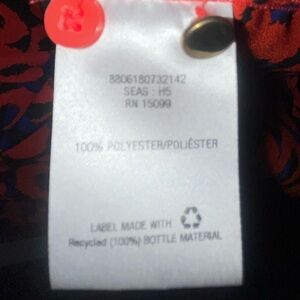 8806180732142
SEAS : H5
RN 15099
100% POLYESTER/POLIÉSTER
LABEL MADE WITH
Recycled (100%) BOTTLE MATERIAL